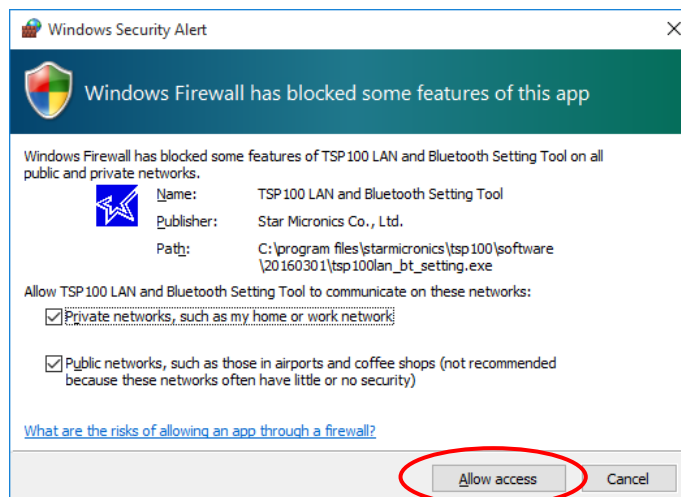 Windows Security Alert
Windows Firewall has blocked some features of this app
Windows Firewall has blocked some features of TSP100 LAN and Bluetooth Setting Tool on all
public and private networks.
Name: TSP100 LAN and Bluetooth Setting Tool
Publisher: Star Micronics Co., Ltd.
Path: C:\program files\starmicronics\tsp100\software
\20160301\tsp100lan_bt_setting.exe
Allow TSP100 LAN and Bluetooth Setting Tool to communicate on these networks:
Private networks, such as my home or work network
Public networks, such as those in airports and coffee shops (not recommended
because these networks often have little or no security)
What are the risks of allowing an app through a firewall?
Allow access Cancel